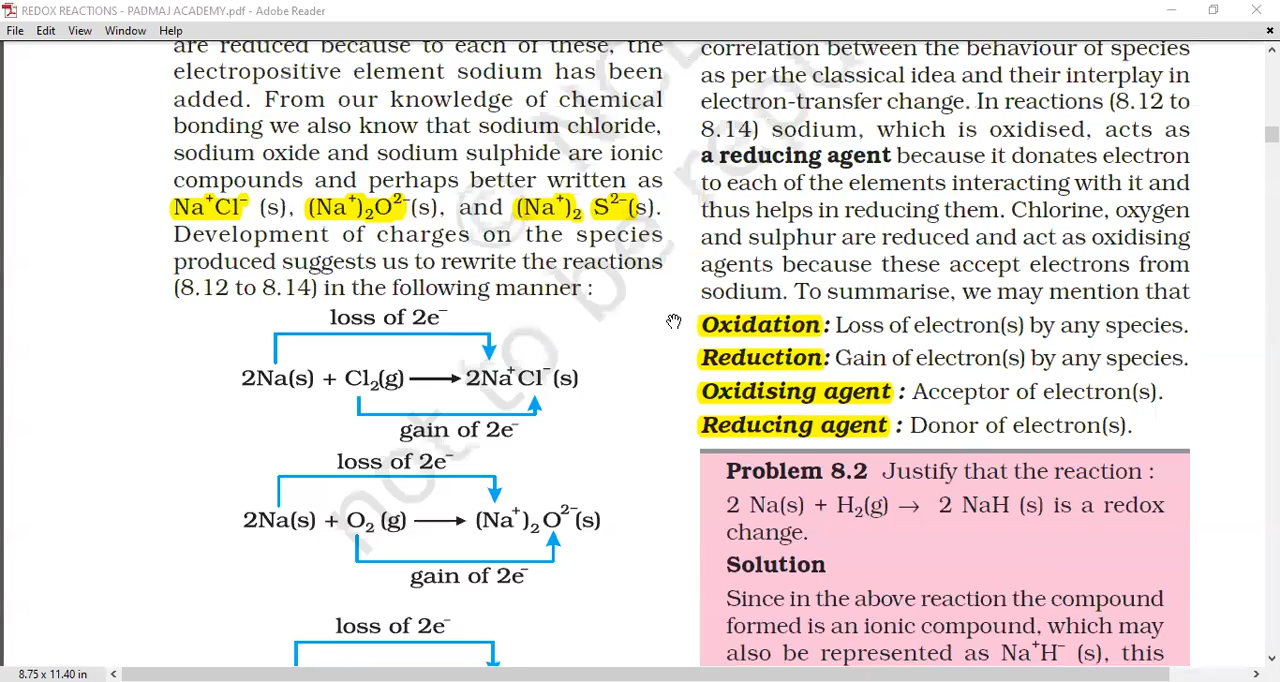 REDOX REACTIONS - PADMAJ ACADEMY.pdf - Adobe Reader
File Edit View Window Help
are reduced because to each of these, the
electropositive element sodium has been
added. From our knowledge of chemical
bonding we also know that sodium chloride,
sodium oxide and sodium sulphide are ionic
compounds and perhaps better written as
Na⁺Cl⁻ (s), (Na⁺)₂O²⁻(s), and (Na⁺)₂ S²⁻(s).
Development of charges on the species
produced suggests us to rewrite the reactions
(8.12 to 8.14) in the following manner :
loss of 2e⁻
2Na(s) + Cl₂(g) ⟶ 2Na⁺Cl⁻(s)
gain of 2e⁻
loss of 2e⁻
2Na(s) + O₂ (g) ⟶ (Na⁺)₂O²⁻(s)
gain of 2e⁻
loss of 2e⁻
correlation between the behaviour of species
as per the classical idea and their interplay in
electron-transfer change. In reactions (8.12 to
8.14) sodium, which is oxidised, acts as
a reducing agent because it donates electron
to each of the elements interacting with it and
thus helps in reducing them. Chlorine, oxygen
and sulphur are reduced and act as oxidising
agents because these accept electrons from
sodium. To summarise, we may mention that
Oxidation: Loss of electron(s) by any species.
Reduction: Gain of electron(s) by any species.
Oxidising agent : Acceptor of electron(s).
Reducing agent : Donor of electron(s).
Problem 8.2 Justify that the reaction :
2 Na(s) + H₂(g) → 2 NaH (s) is a redox
change.
Solution
Since in the above reaction the compound
formed is an ionic compound, which may
also be represented as Na⁺H⁻ (s), this
not to be
8.75 x 11.40 in